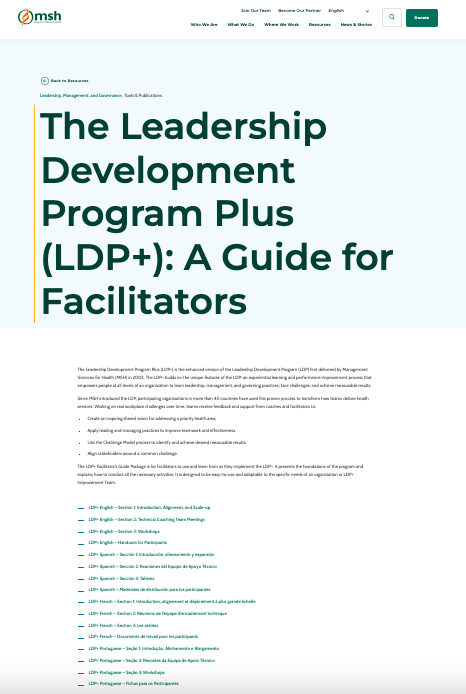 msh
Join Our Team Become Our Partner English
Who We Are What We Do Where We Work Resources News & Stories
Donate
Back to Resources
Leadership, Management, and Governance, Tools & Publications
The Leadership
Development
Program Plus
(LDP+): A Guide for
Facilitators
The Leadership Development Program Plus (LDP+) is the enhanced version of the Leadership Development Program (LDP) first delivered by Management
Sciences for Health (MSH) in 2002. The LDP+ builds on the unique features of the LDP: an experiential learning and performance improvement process that
empowers people at all levels of an organization to learn leadership, management, and governing practices; face challenges; and achieve measurable results.
Since MSH introduced the LDP, participating organizations in more than 40 countries have used this proven process to transform how teams deliver health
services. Working on real workplace challenges over time, teams receive feedback and support from coaches and facilitators to:
Create an inspiring shared vision for addressing a priority health area.
Apply leading and managing practices to improve teamwork and effectiveness.
Use the Challenge Model process to identify and achieve desired measurable results.
Align stakeholders around a common challenge.
The LDP+ Facilitator's Guide Package is for facilitators to use and learn from as they implement the LDP+. It presents the foundations of the program and
explains how to conduct all the necessary activities. It is designed to be easy-to-use and adaptable to the specific needs of an organization or LDP+
Improvement Team.
LDP+ English – Section 1: Introduction, Alignment, and Scale-up
LDP+ English – Section 2: Technical Coaching Team Meetings
LDP+ English – Section 3: Workshops
LDP+ English – Handouts for Participants
LDP+ Spanish – Sección 1: Introducción, alineamiento y expansión
LDP+ Spanish – Sección 2: Reuniones del Equipo de Apoyo Técnico
LDP+ Spanish – Sección 3: Talleres
LDP+ Spanish – Materiales de distribución para los participantes
LDP+ French – Section 1: Introduction, alignement et déploiement à plus grande échelle
LDP+ French – Section 2: Réunions de l'équipe d'encadrement technique
LDP+ French – Section 3: Les ateliers
LDP+ French – Documents de travail pour les participants
LDP+ Portuguese – Seção 1: Introdução, Alinhamento e Alargamento
LDP+ Portuguese – Seção 2: Reuniões da Equipa de Apoio Técnico
LDP+ Portuguese – Seção 3: Workshops
LDP+ Portuguese – Fichas para os Participantes